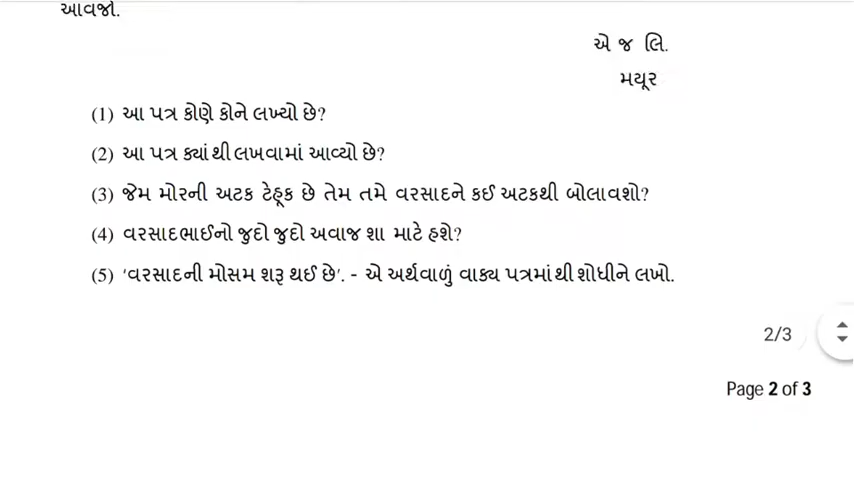 આવજો.
એ જ લિ.
મયૂર
(1) આ પત્ર કોણે કોને લખ્યો છે?
(2) આ પત્ર ક્યાંથી લખવામાં આવ્યો છે?
(3) જેમ મોરની અટક ટેહૂક છે તેમ તમે વરસાદને કઈ અટકથી બોલાવશો?
(4) વરસાદભાઈનો જુદો જુદો અવાજ શા માટે હશે?
(5) 'વરસાદની મોસમ શરૂ થઈ છે'. - એ અર્થવાળું વાક્ય પત્રમાંથી શોધીને લખો.
2/3
Page 2 of 3